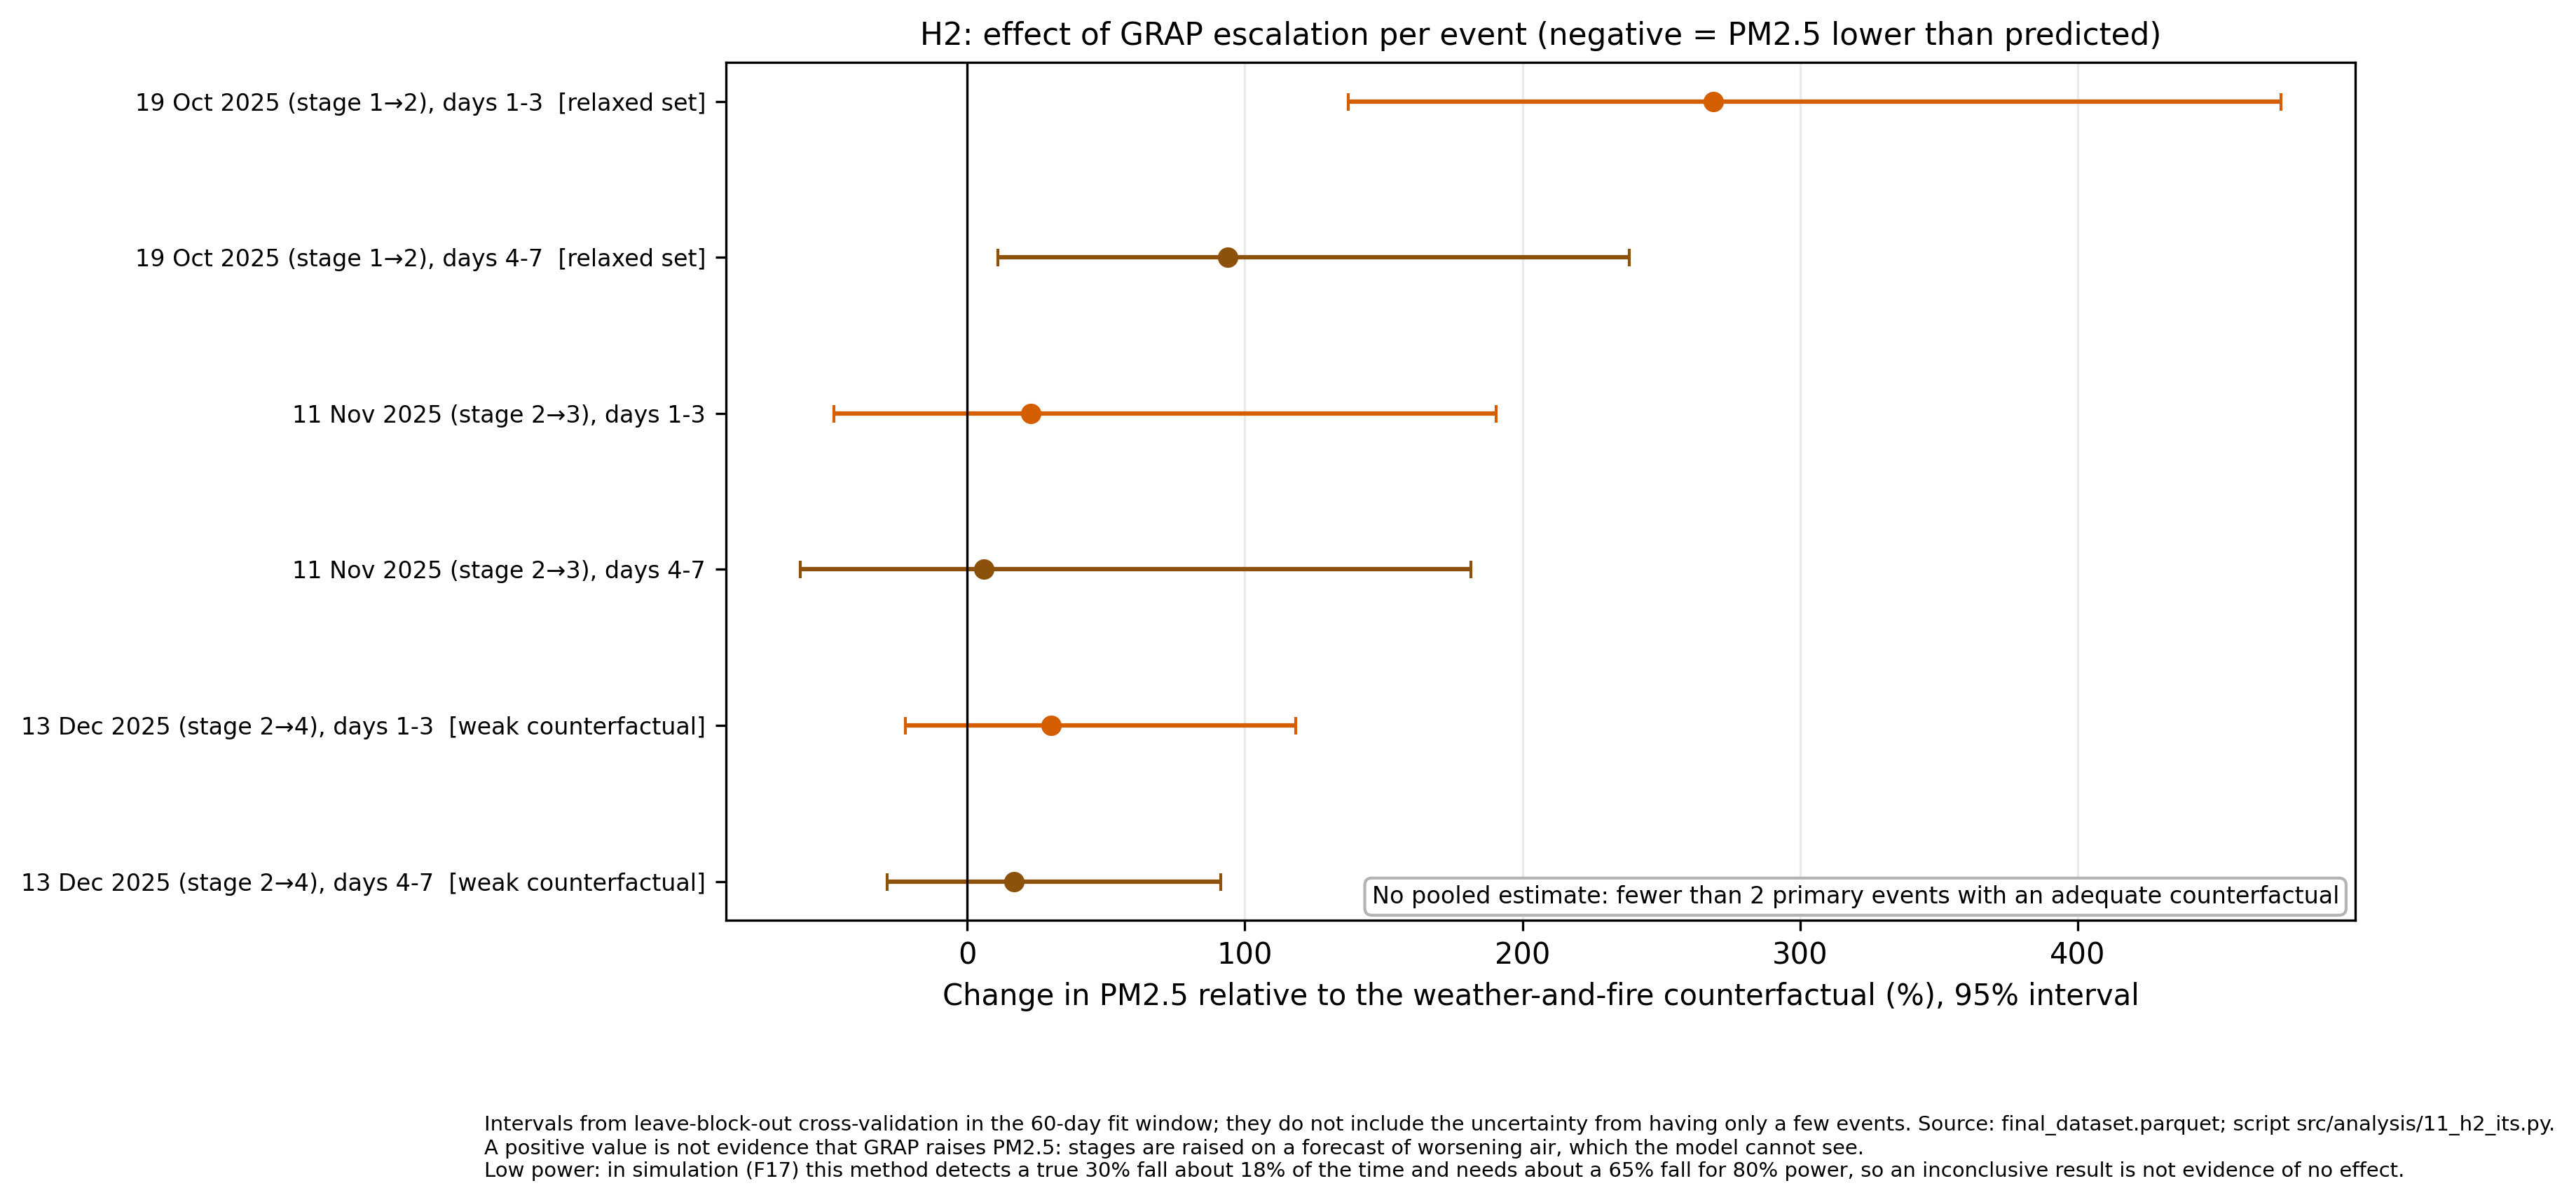 H2: effect of GRAP escalation per event (negative = PM2.5 lower than predicted)
19 Oct 2025 (stage 1→2), days 1-3  [relaxed set]
19 Oct 2025 (stage 1→2), days 4-7  [relaxed set]
11 Nov 2025 (stage 2→3), days 1-3
11 Nov 2025 (stage 2→3), days 4-7
13 Dec 2025 (stage 2→4), days 1-3  [weak counterfactual]
13 Dec 2025 (stage 2→4), days 4-7  [weak counterfactual]
No pooled estimate: fewer than 2 primary events with an adequate counterfactual
0 100 200 300 400
Change in PM2.5 relative to the weather-and-fire counterfactual (%), 95% interval
Intervals from leave-block-out cross-validation in the 60-day fit window; they do not include the uncertainty from having only a few events. Source: final_dataset.parquet; script src/analysis/11_h2_its.py.
A positive value is not evidence that GRAP raises PM2.5: stages are raised on a forecast of worsening air, which the model cannot see.
Low power: in simulation (F17) this method detects a true 30% fall about 18% of the time and needs about a 65% fall for 80% power, so an inconclusive result is not evidence of no effect.